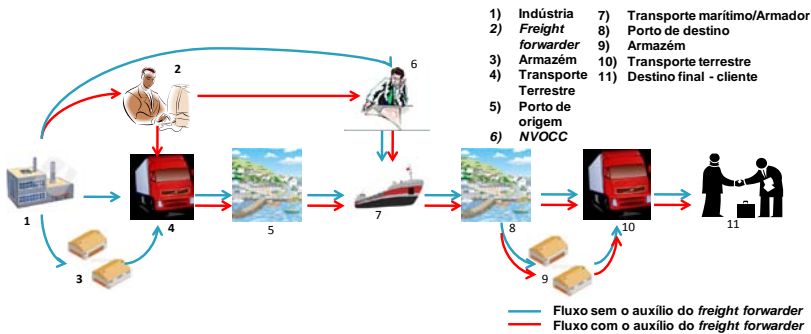 1) Indústria
2) Freight
forwarder
3) Armazém
4) Transporte
Terrestre
5) Porto de
origem
6) NVOCC
7) Transporte marítimo/Armador
8) Porto de destino
9) Armazém
10) Transporte terrestre
11) Destino final - cliente
2
6
1
4
5
7
8
10
11
3
9
Fluxo sem o auxílio do freight forwarder
Fluxo com o auxílio do freight forwarder